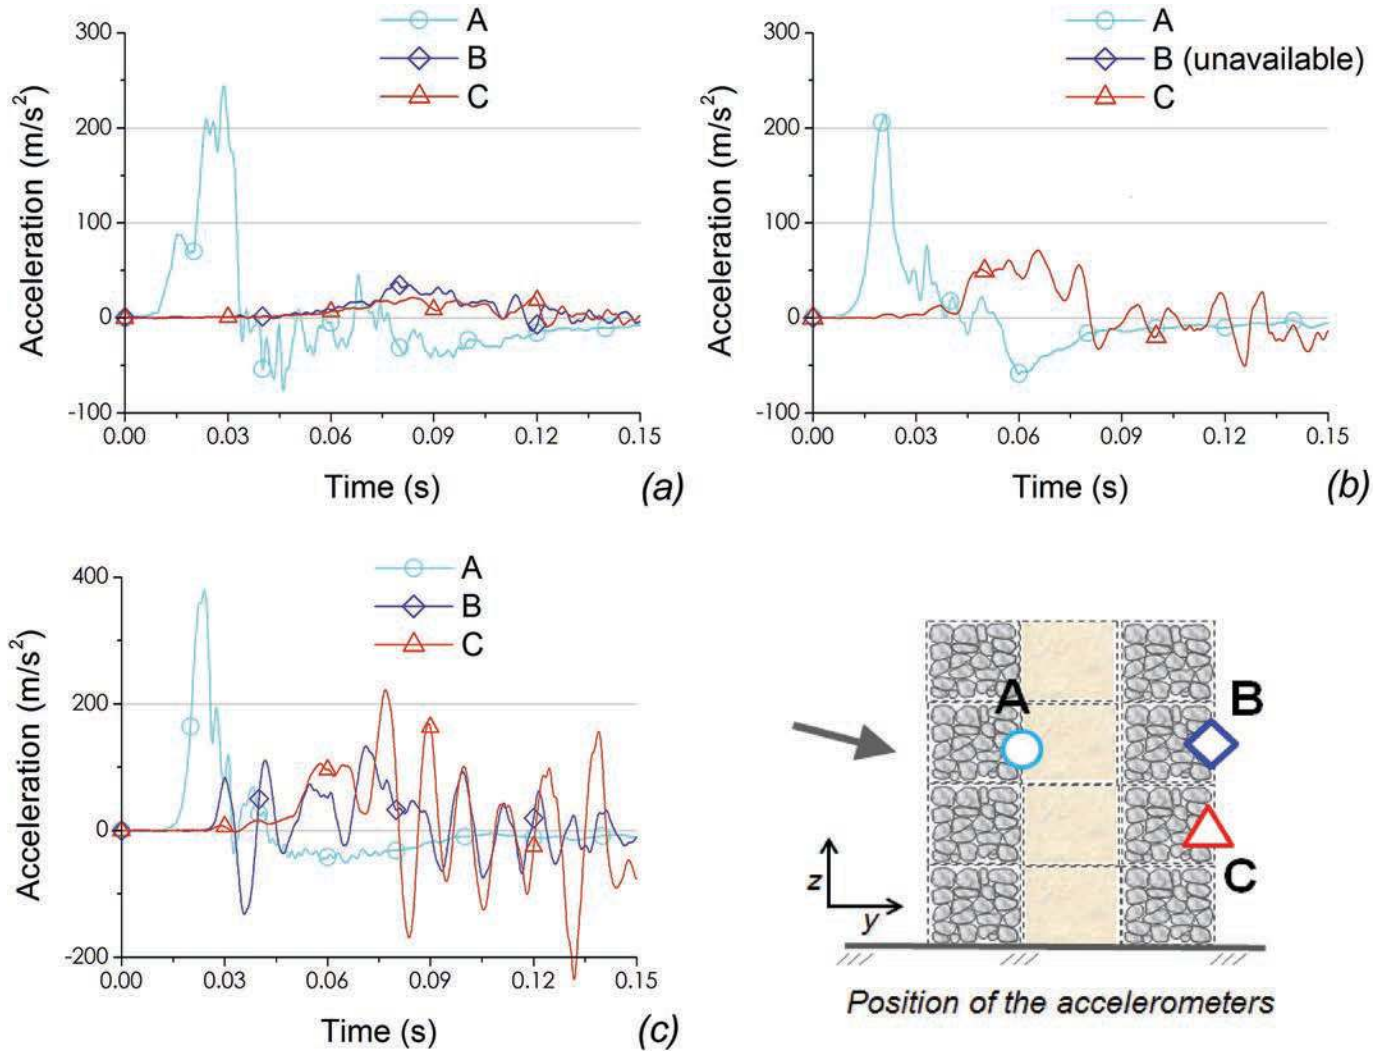 A
B
C
300
200
100
0
-100
Acceleration (m/s²)
0.00 0.03 0.06 0.09 0.12 0.15
Time (s)
(a)
A
B (unavailable)
C
300
200
100
0
-100
Acceleration (m/s²)
0.00 0.03 0.06 0.09 0.12 0.15
Time (s)
(b)
A
B
C
400
200
0
-200
Acceleration (m/s²)
0.00 0.03 0.06 0.09 0.12 0.15
Time (s)
(c)
A
B
C
z
y
Position of the accelerometers